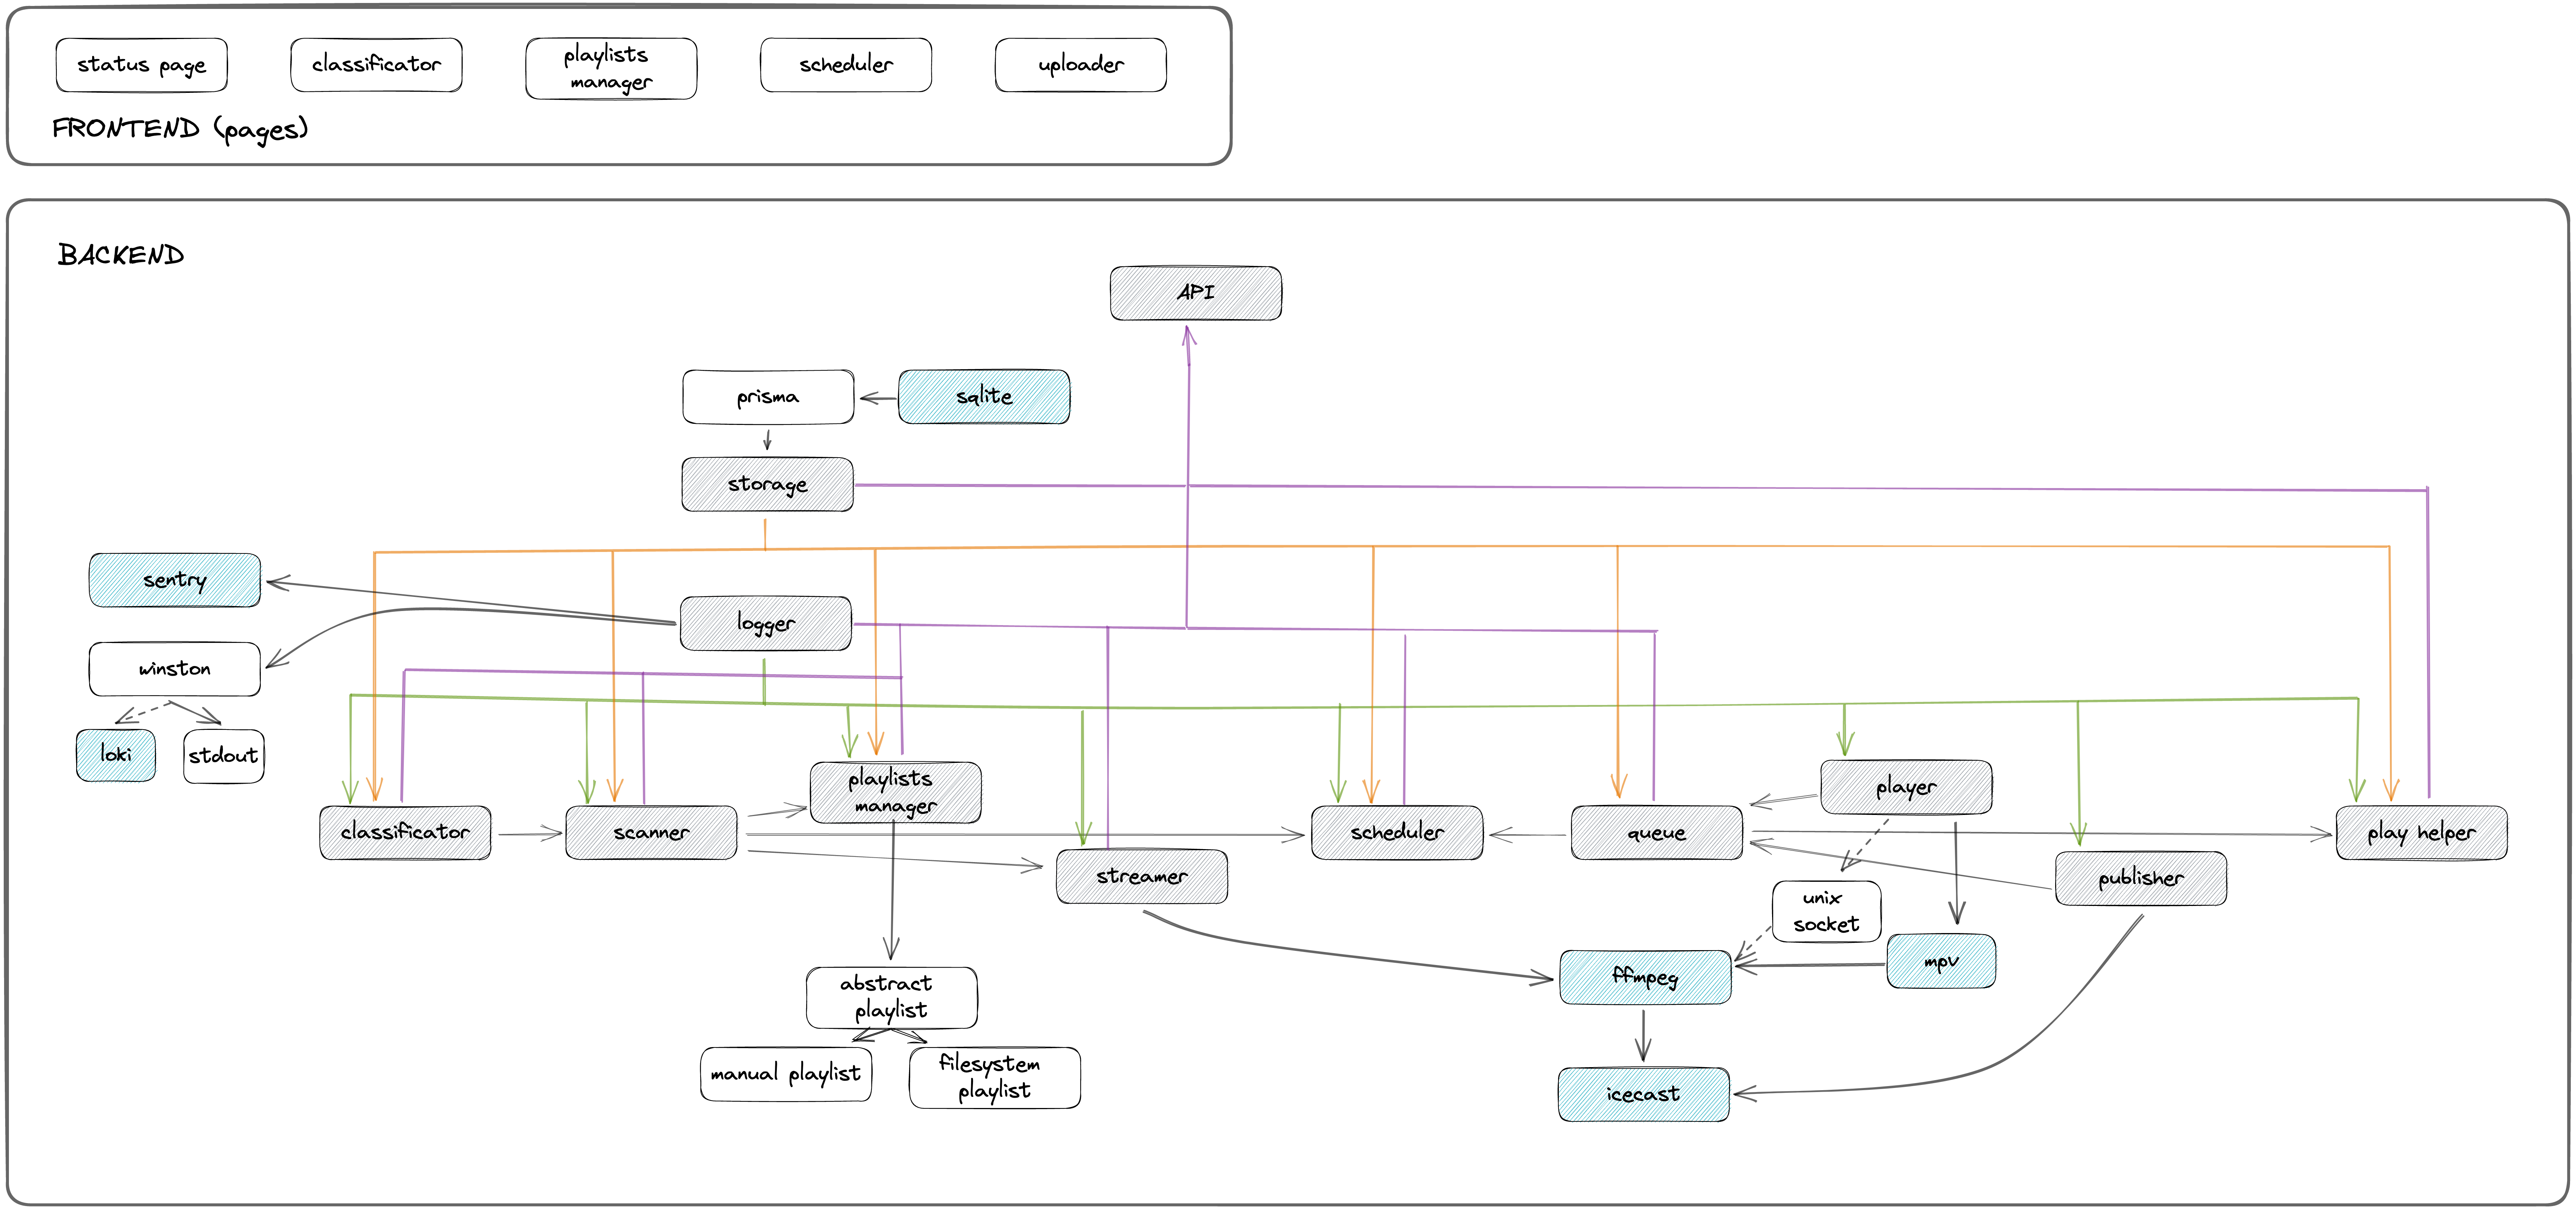 status page
classificator
playlists
manager
scheduler
uploader
FRONTEND (pages)
BACKEND
API
prisma
sqlite
storage
sentry
logger
winston
loki
stdout
playlists
manager
player
classificator
scanner
scheduler
queue
play helper
streamer
publisher
unix
socket
mpv
ffmpeg
abstract
playlist
manual playlist
filesystem
playlist
icecast